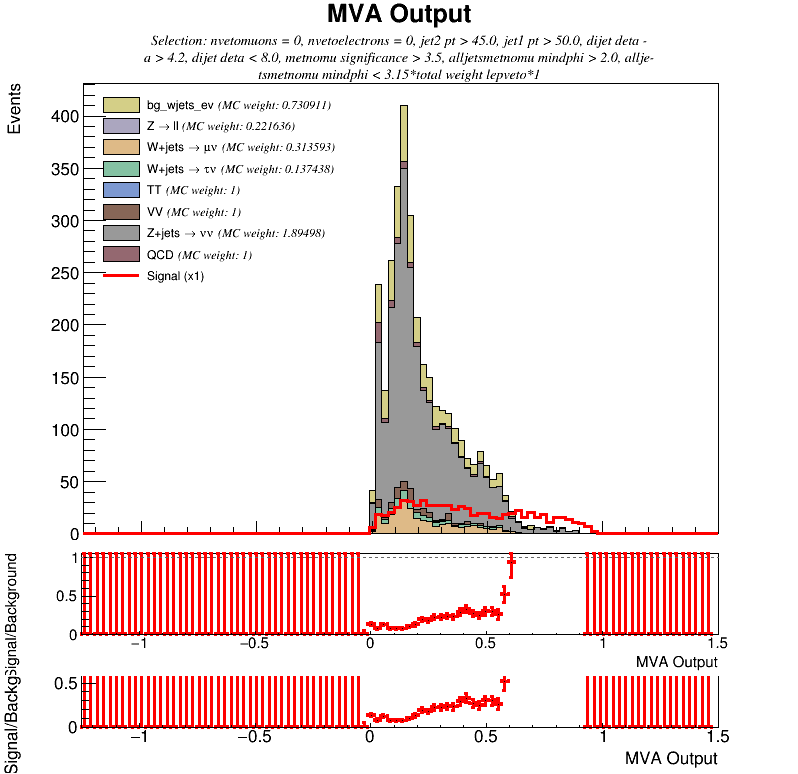 MVA Output
Selection: nvetomuons = 0, nvetoelectrons = 0, jet2 pt > 45.0, jet1 pt > 50.0, dijet deta -
a > 4.2, dijet deta < 8.0, metnomu significance > 3.5, alljetsmetnomu mindphi > 2.0, allje-
tsmetnomu mindphi < 3.15*total weight lepveto*1
Events
bg_wjets_ev (MC weight: 0.730911)
Z → ll (MC weight: 0.221636)
W+jets → μν (MC weight: 0.313593)
W+jets → τν (MC weight: 0.137438)
TT (MC weight: 1)
VV (MC weight: 1)
Z+jets → νν (MC weight: 1.89498)
QCD (MC weight: 1)
Signal (x1)
400
350
300
250
200
150
100
50
0
Signal/Background
1
0.5
0
−1 −0.5 0 0.5 1 1.5
MVA Output
Signal/Backg
0.5
0
−1 −0.5 0 0.5 1 1.5
MVA Output